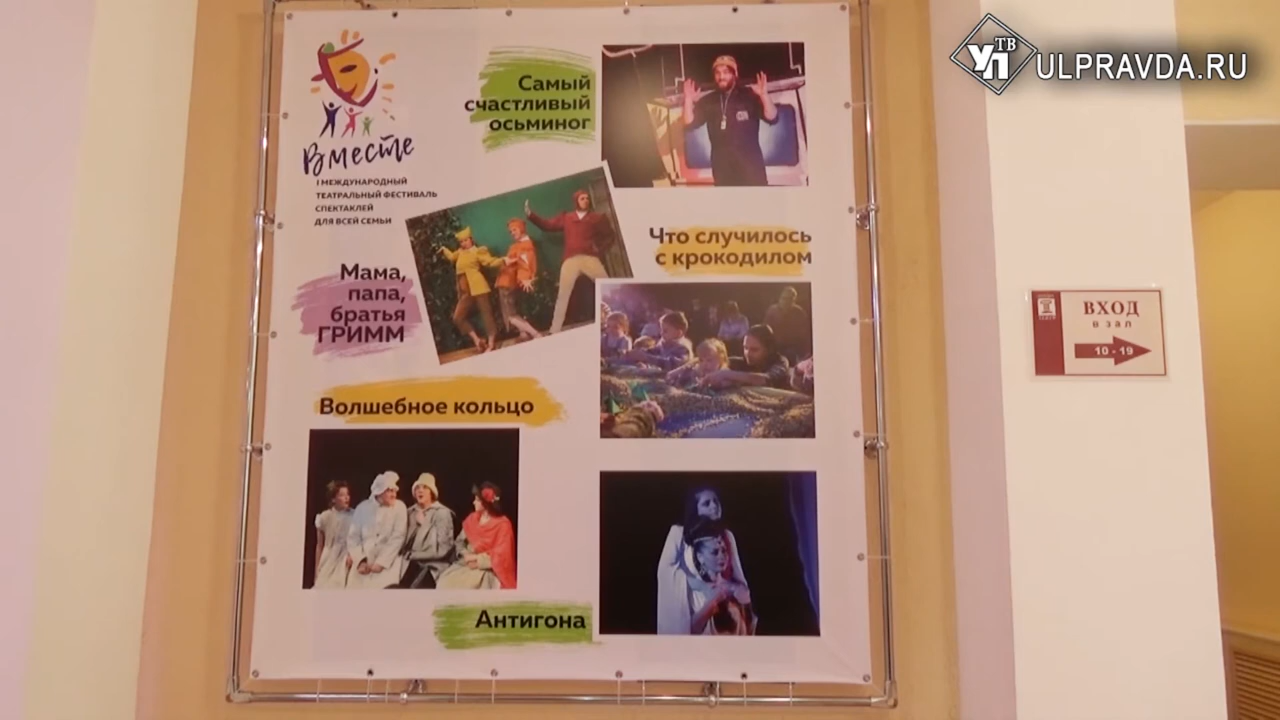 УП ТВ
ULPRAVDA.RU
Вместе
I МЕЖДУНАРОДНЫЙ
ТЕАТРАЛЬНЫЙ ФЕСТИВАЛЬ
СПЕКТАКЛЕЙ
ДЛЯ ВСЕЙ СЕМЬИ
Самый
счастливый
осьминог
Что случилось
с крокодилом
Мама,
папа,
братья
ГРИММ
Волшебное кольцо
Антигона
ВХОД
в зал
10 - 19